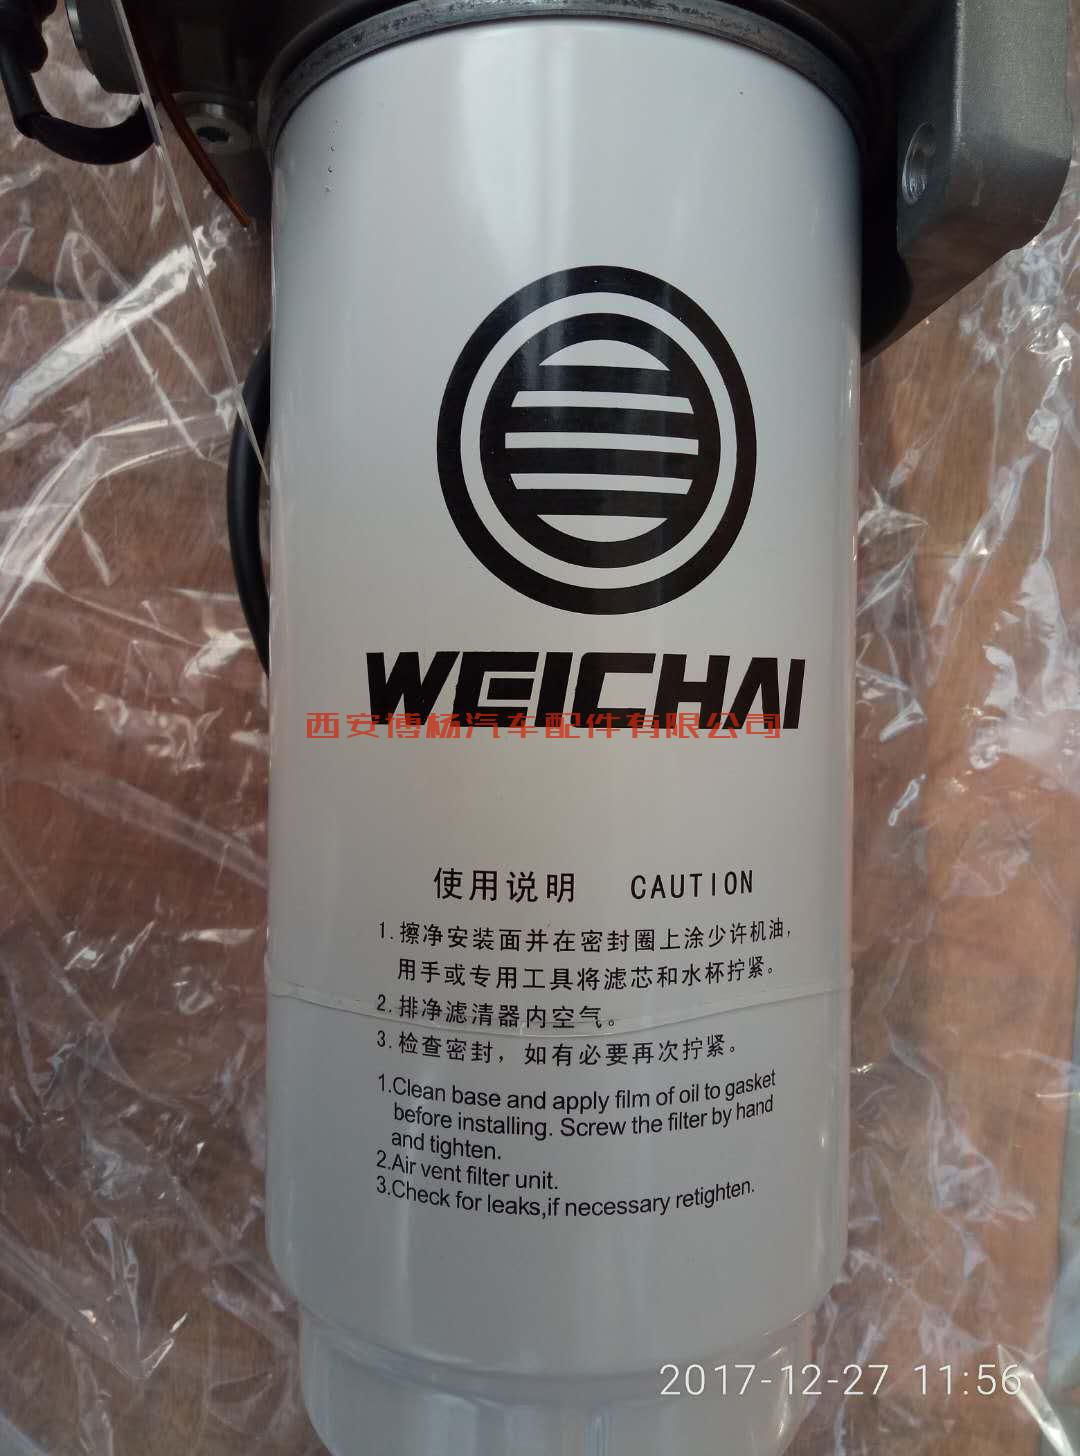 WEICHAI
西安博杨汽车配件有限公司
使用说明 CAUTION
1.擦净安装面并在密封圈上涂少许机油,
用手或专用工具将滤芯和水杯拧紧。
2.排净滤清器内空气。
3.检查密封，如有必要再次拧紧。
1.Clean base and apply film of oil to gasket
before installing. Screw the filter by hand
and tighten.
2.Air vent filter unit.
3.Check for leaks,if necessary retighten.
2017-12-27 11:56